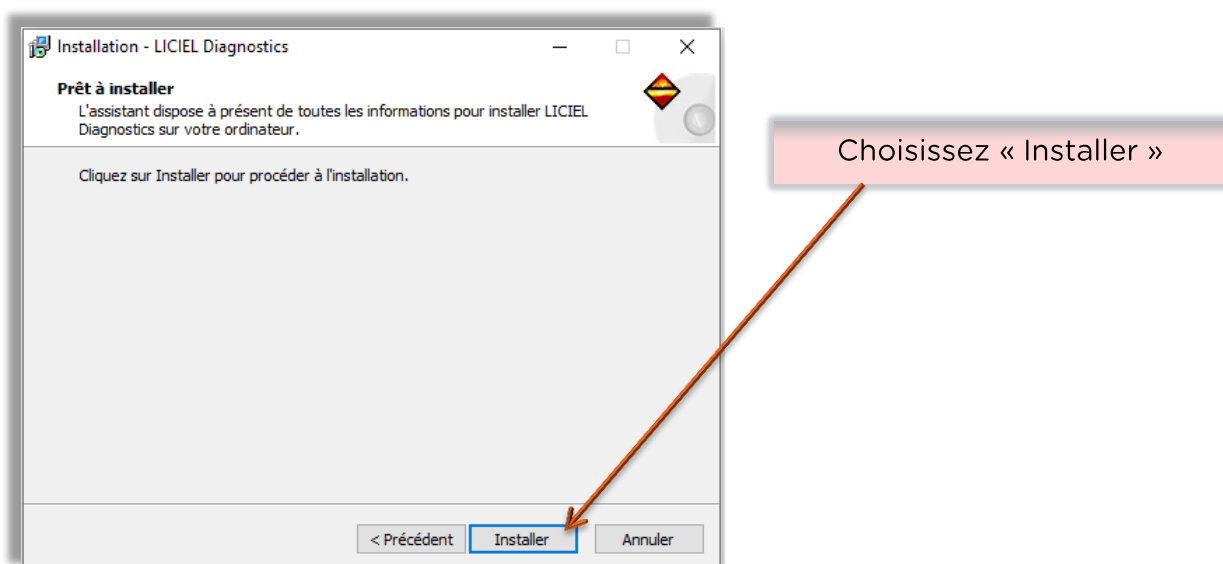 Installation - LICIEL Diagnostics
Prêt à installer
L'assistant dispose à présent de toutes les informations pour installer LICIEL
Diagnostics sur votre ordinateur.
Cliquez sur Installer pour procéder à l'installation.
< Précédent
Installer
Annuler
Choisissez « Installer »